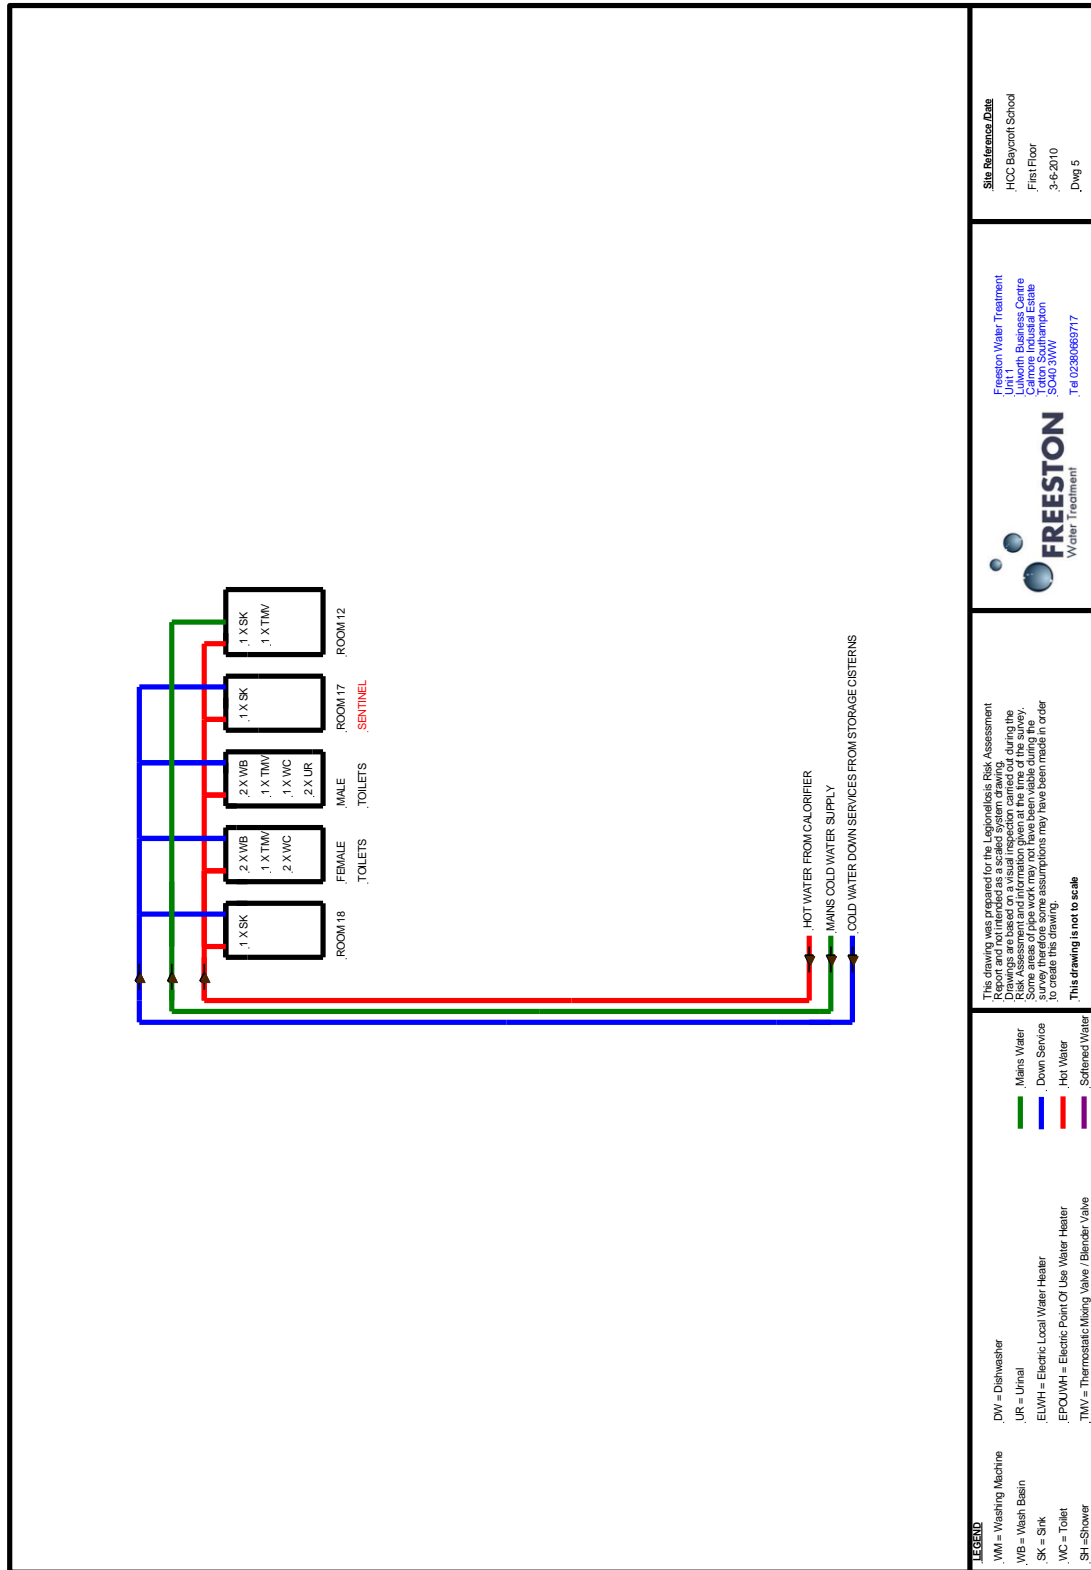 1 X SK
ROOM 18
2 X WB
1 X TMV
2 X WC
FEMALE
TOILETS
2 X WB
1 X TMV
1 X WC
2 X UR
MALE
TOILETS
1 X SK
ROOM 17
SENTINEL
1 X SK
1 X TMV
ROOM 12
HOT WATER FROM CALORIFIER
MAINS COLD WATER SUPPLY
COLD WATER DOWN SERVICES FROM STORAGE CISTERNS
LEGEND
WM = Washing Machine
WB = Wash Basin
SK = Sink
WC = Toilet
SH =Shower
DW = Dishwasher
UR = Urinal
ELWH = Electric Local Water Heater
EPOUWH = Electric Point Of Use Water Heater
TMV = Thermostatic Mixing Valve / Blender Valve
Mains Water
Down Service
Hot Water
Softened Water
This drawing was prepared for the Legionellosis Risk Assessment
Report and not intended as a scaled system drawing.
Drawings are based on a visual inspection carried out during the
Risk Assessment and information given at the time of the survey.
Some areas of pipe work may not have been viable during the
survey therefore some assumptions may have been made in order
to create this drawing.
This drawing is not to scale
FREESTON
Water Treatment
Freeston Water Treatment
Unit 1
Lulworth Business Centre
Calmore Industial Estate
Totton Southampton
SO40 3WW
Tel 02380669717
Site Reference /Date
HCC Baycroft School
First Floor
3-6-2010
Dwg 5